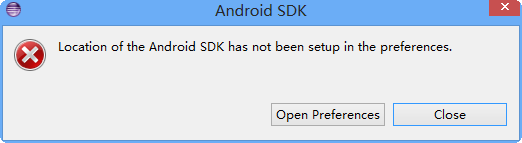 Android SDK
Location of the Android SDK has not been setup in the preferences.
Open Preferences
Close